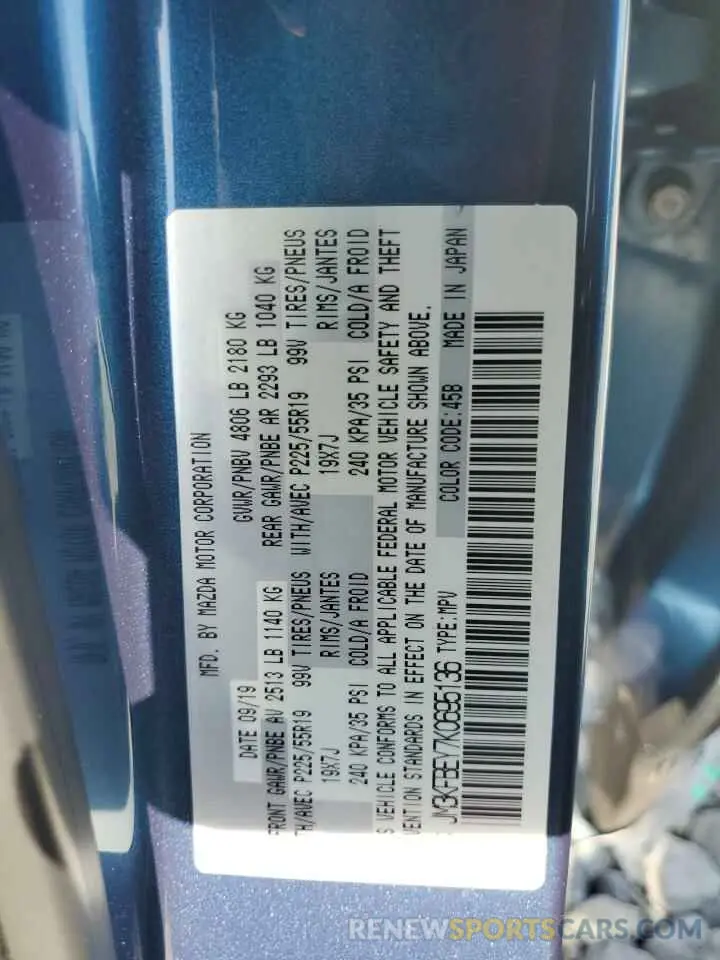 MFD. BY MAZDA MOTOR CORPORATION
DATE 09/19 GVWR/PNBV 4806 LB 2180 KG
FRONT GAWR/PNBE AV 2513 LB 1140 KG REAR GAWR/PNBE AR 2293 LB 1040 KG
TH/AVEC P225/55R19 99V TIRES/PNEUS WITH/AVEC P225/55R19 99V TIRES/PNEUS
19X7J RIMS/JANTES 19X7J RIMS/JANTES
240 KPA/35 PSI COLD/A FROID 240 KPA/35 PSI COLD/A FROID
S VEHICLE CONFORMS TO ALL APPLICABLE FEDERAL MOTOR VEHICLE SAFETY AND THEFT
VENTION STANDARDS IN EFFECT ON THE DATE OF MANUFACTURE SHOWN ABOVE.
JM3KFBEY7K0695136 TYPE:MPV COLOR CODE:45B MADE IN JAPAN
RENEWSPORTSCARS.COM